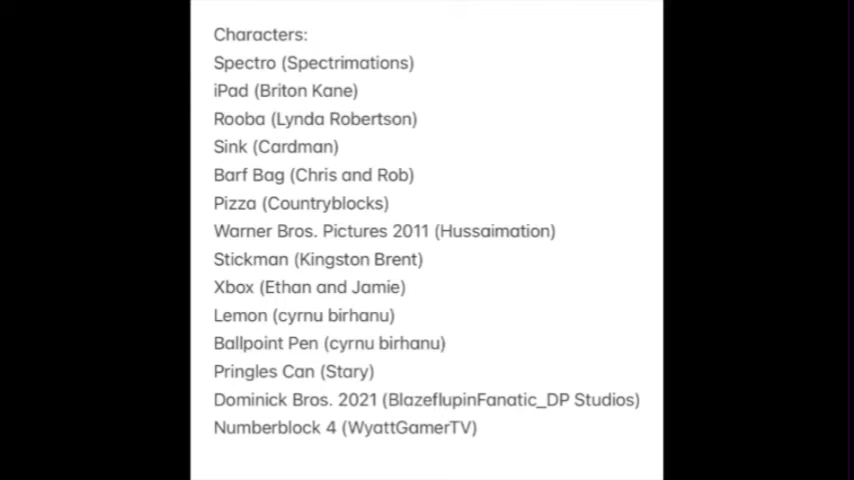 Characters:
Spectro (Spectrimations)
iPad (Briton Kane)
Rooba (Lynda Robertson)
Sink (Cardman)
Barf Bag (Chris and Rob)
Pizza (Countryblocks)
Warner Bros. Pictures 2011 (Hussaimation)
Stickman (Kingston Brent)
Xbox (Ethan and Jamie)
Lemon (cyrnu birhanu)
Ballpoint Pen (cyrnu birhanu)
Pringles Can (Stary)
Dominick Bros. 2021 (BlazeflupinFanatic_DP Studios)
Numberblock 4 (WyattGamerTV)